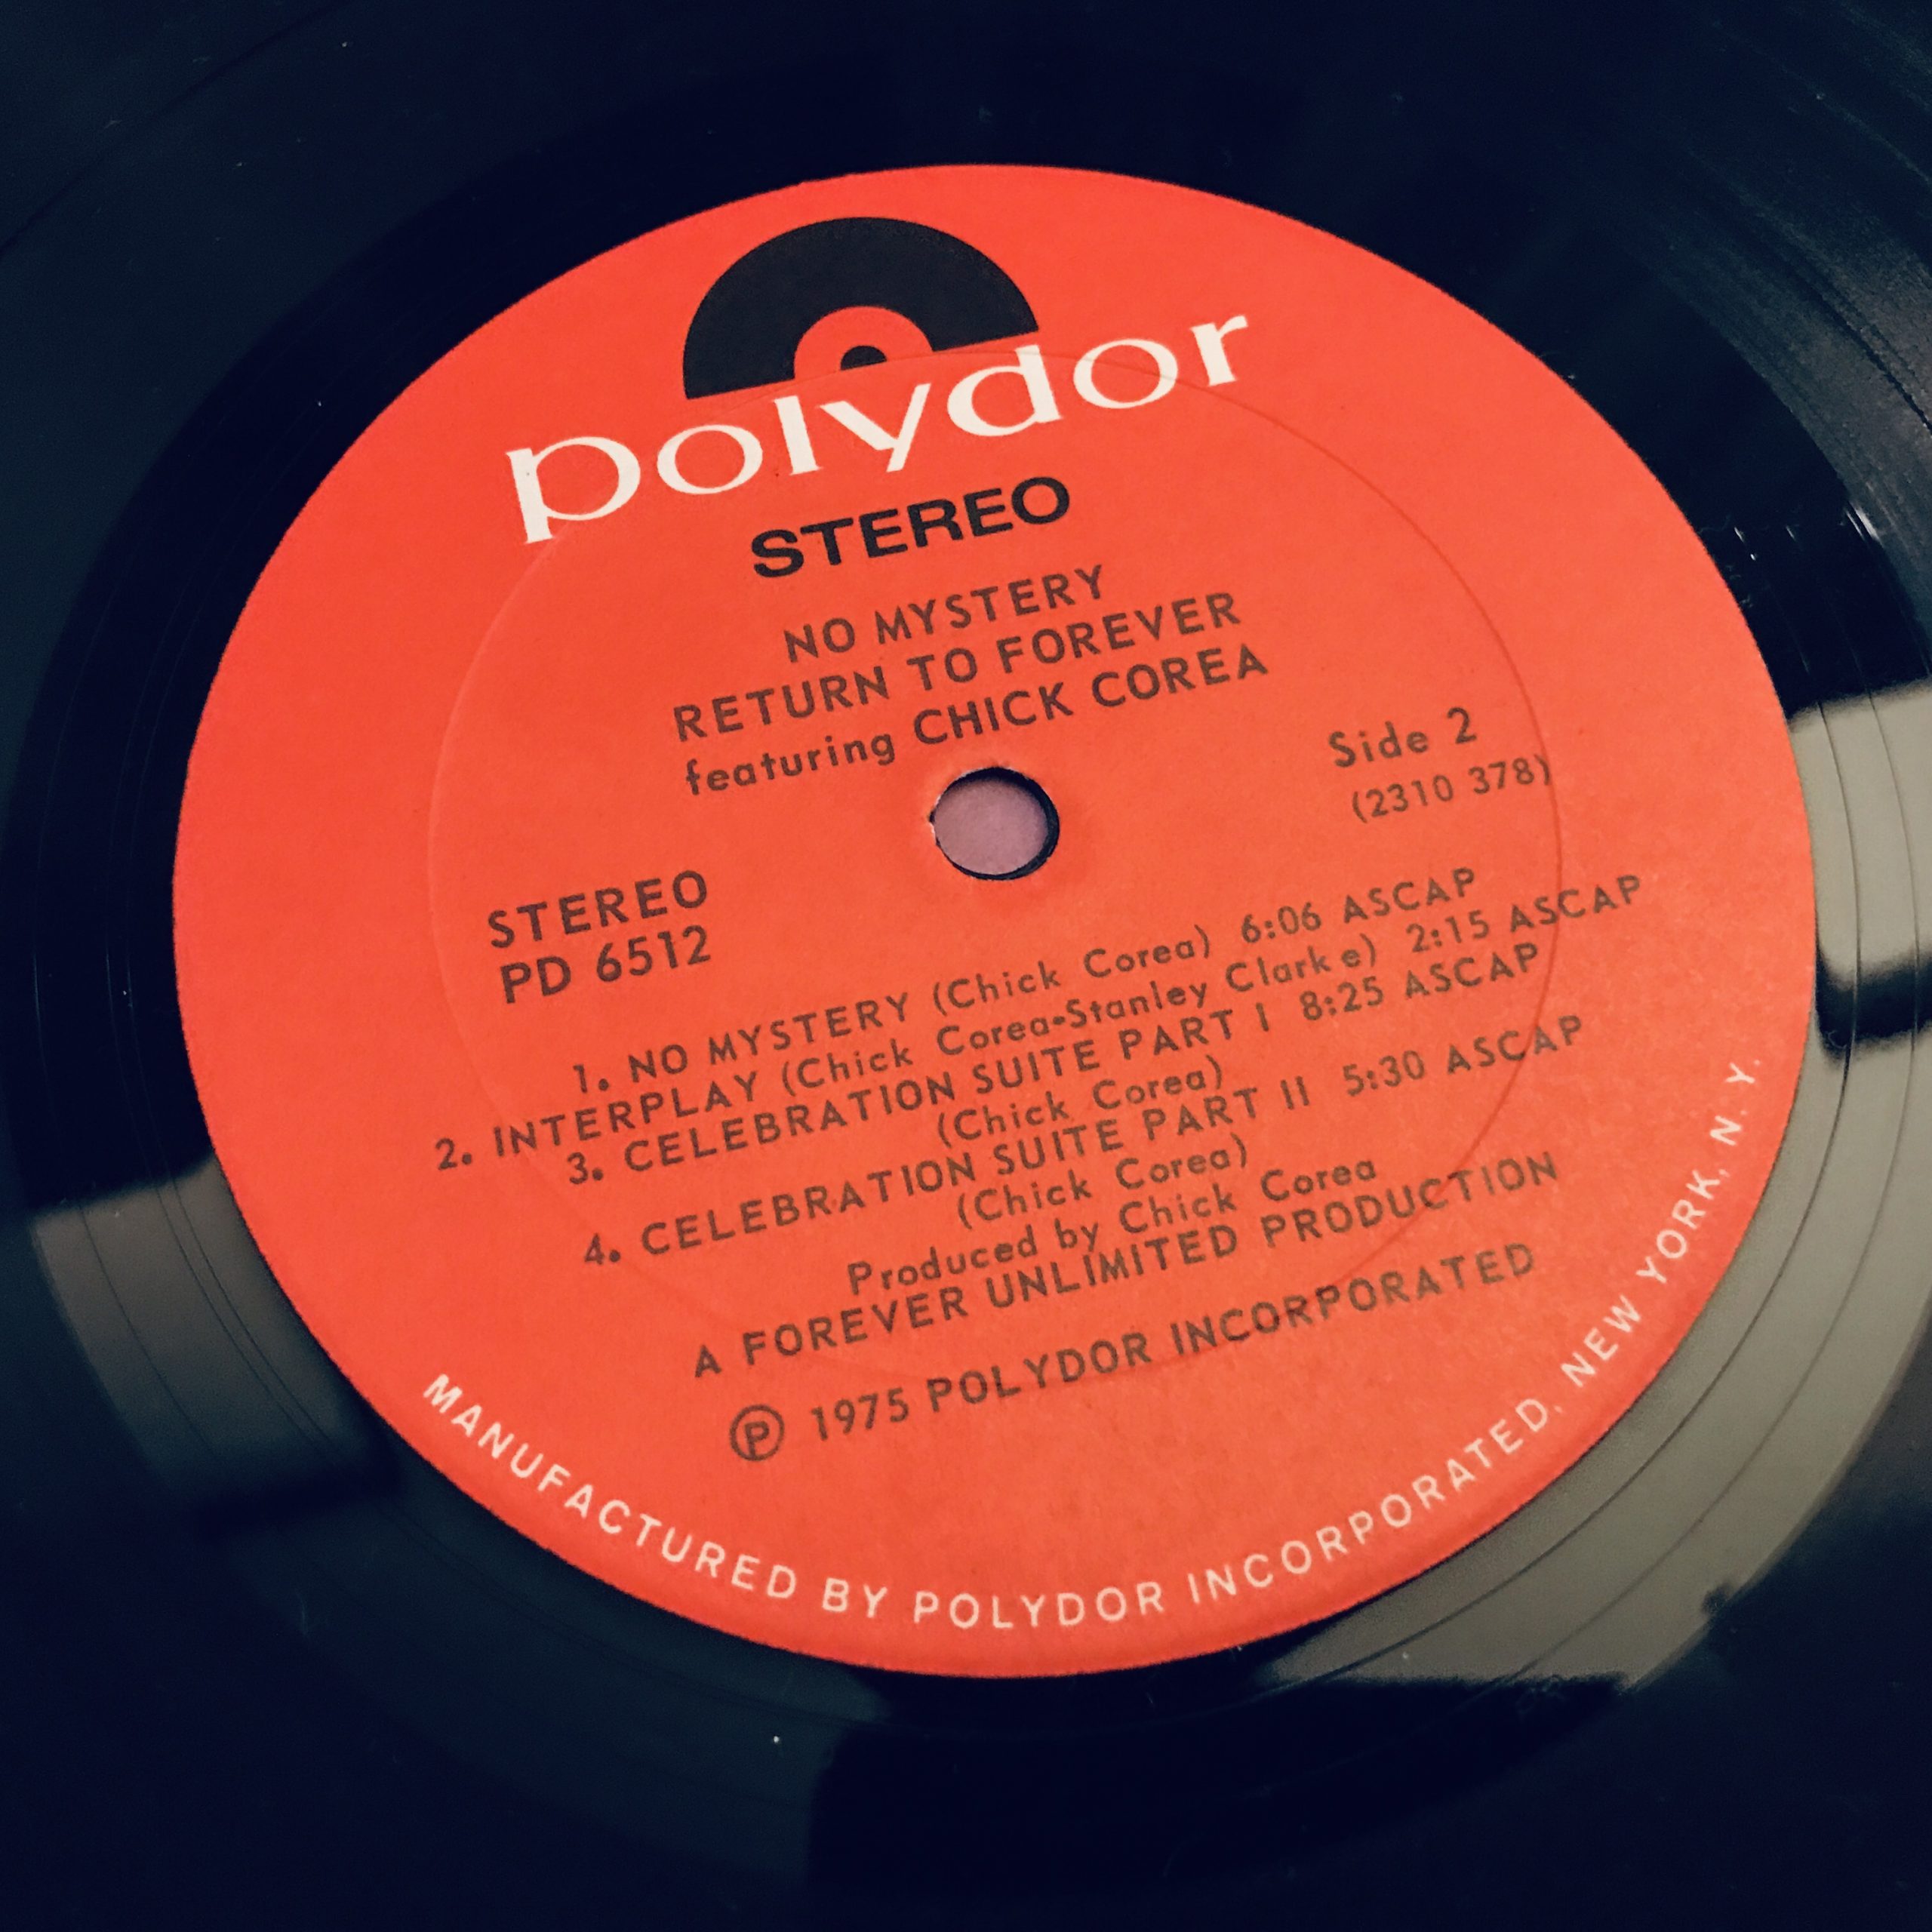 polydor
STEREO
NO MYSTERY
RETURN TO FOREVER
featuring CHICK COREA
Side 2
(2310 378)
STEREO
PD 6512
1. NO MYSTERY (Chick Corea) 6:06 ASCAP
2. INTERPLAY (Chick Corea-Stanley Clarke) 2:15 ASCAP
3. CELEBRATION SUITE PART I 8:25 ASCAP
(Chick Corea)
4. CELEBRATION SUITE PART II 5:30 ASCAP
(Chick Corea)
Produced by Chick Corea
A FOREVER UNLIMITED PRODUCTION
Ⓟ 1975 POLYDOR INCORPORATED
MANUFACTURED BY POLYDOR INCORPORATED, NEW YORK, N. Y.